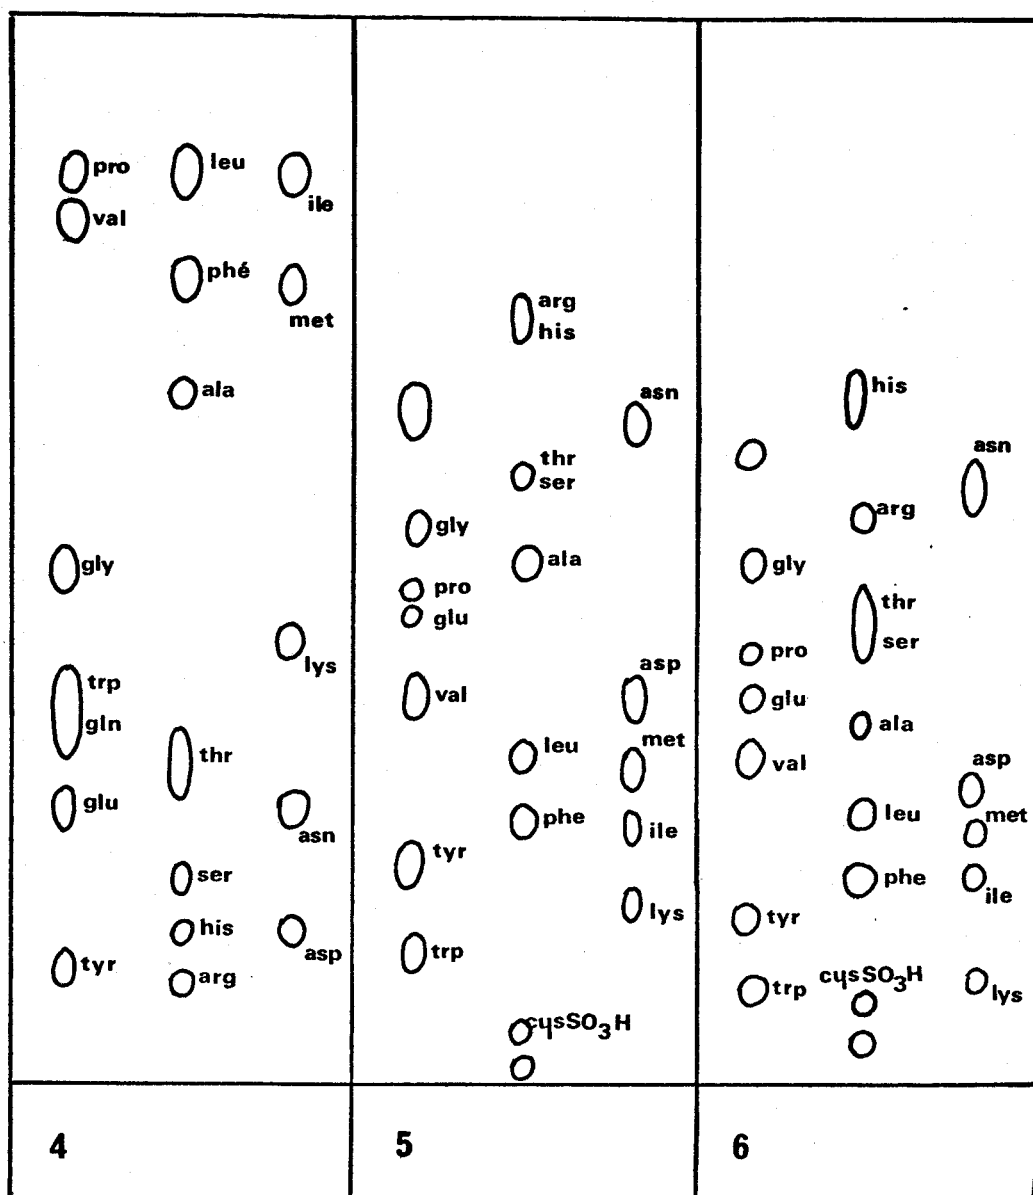 pro
leu
ile
val
phé
met
ala
gly
lys
trp
gln
thr
glu
asn
ser
his
asp
tyr
arg
4
arg
his
asn
thr
ser
gly
ala
pro
glu
asp
val
leu
met
phe
ile
tyr
lys
trp
cysSO3H
5
his
asn
arg
gly
thr
ser
pro
glu
ala
asp
val
leu
met
phe
ile
tyr
cysSO3H
trp
lys
6